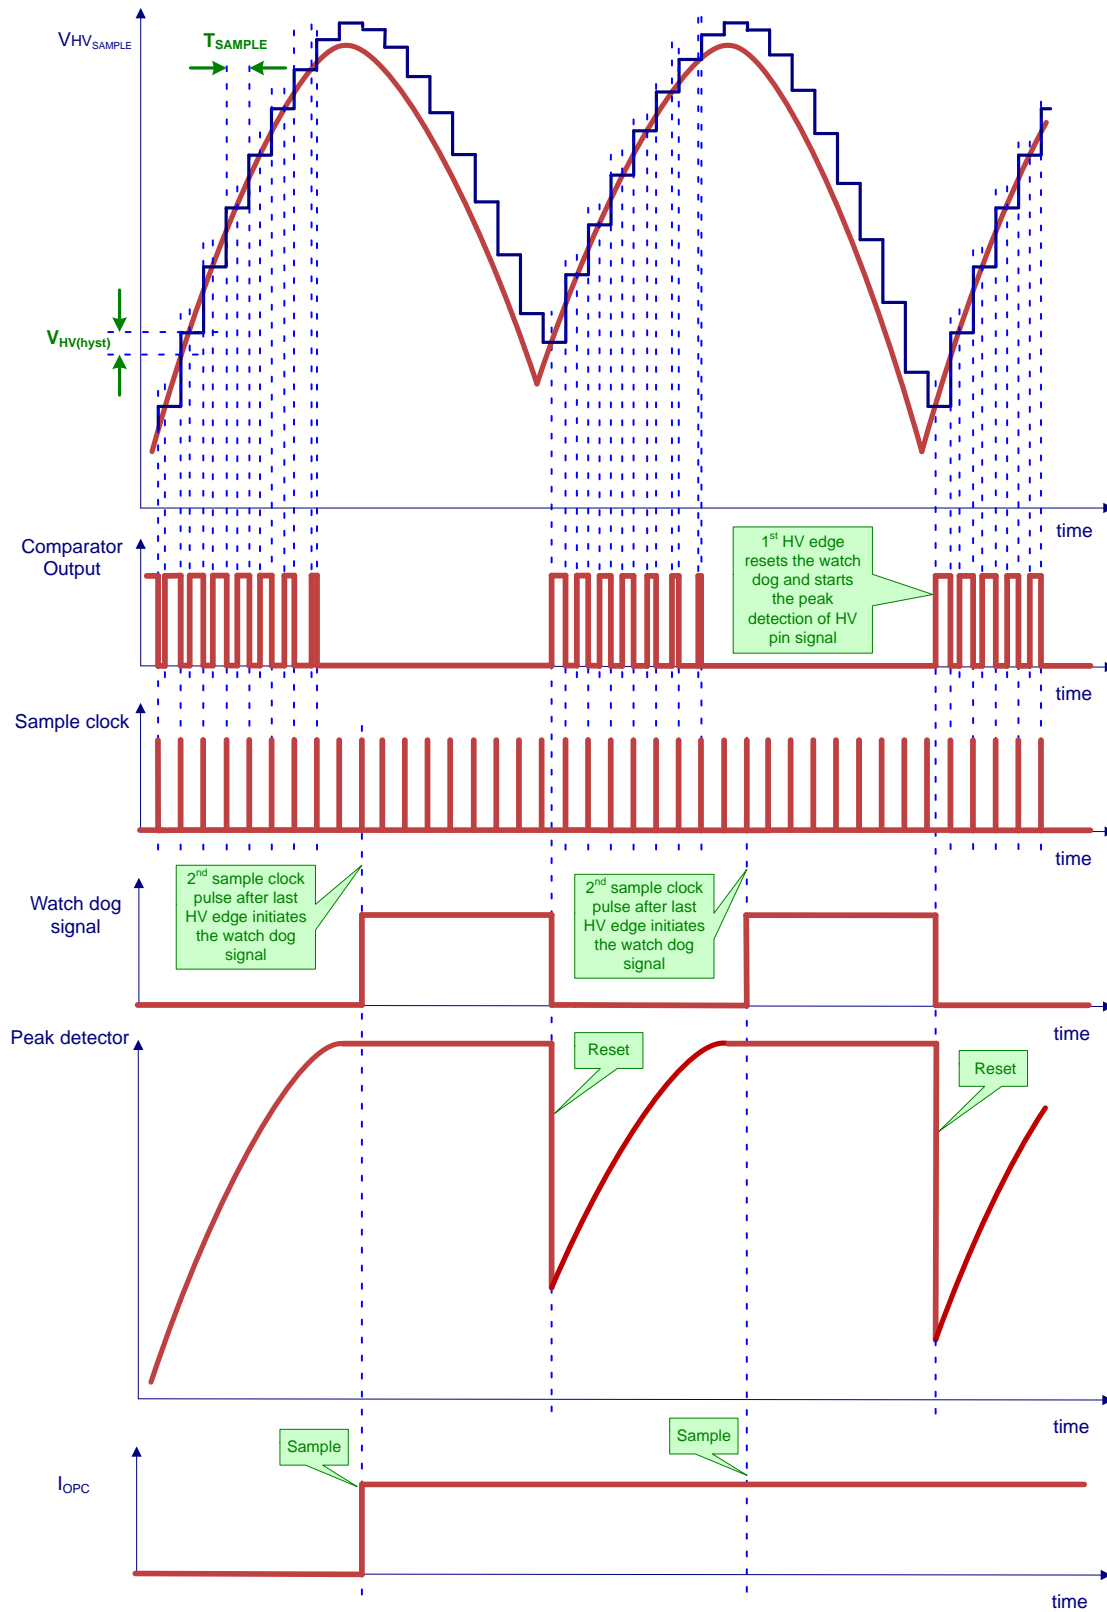 VHVSAMPLE
TSAMPLE
VHV(hyst)
time
Comparator
Output
1st HV edge
resets the watch
dog and starts
the peak
detection of HV
pin signal
time
Sample clock
time
2nd sample clock
pulse after last
HV edge initiates
the watch dog
signal
2nd sample clock
pulse after last
HV edge initiates
the watch dog
signal
Watch dog
signal
time
Peak detector
Reset
Reset
time
Sample
Sample
IOPC
time